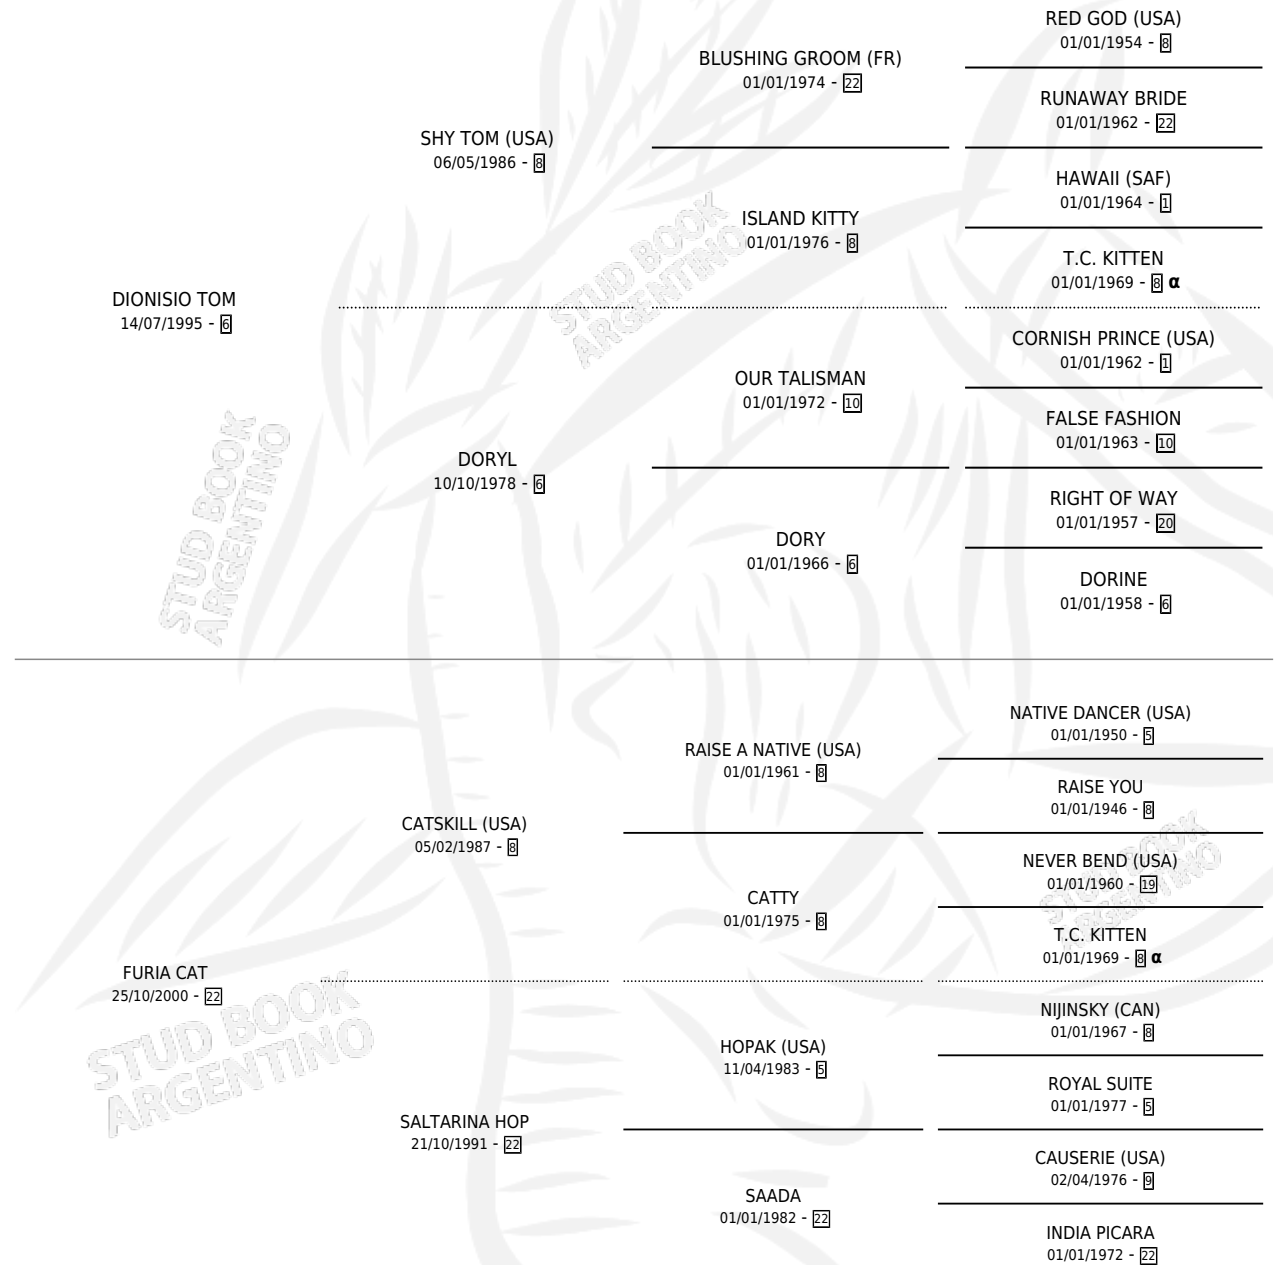 RED GOD (USA)
01/01/1954 - 8
BLUSHING GROOM (FR)
01/01/1974 - 22
RUNAWAY BRIDE
01/01/1962 - 22
SHY TOM (USA)
06/05/1986 - 8
HAWAII (SAF)
01/01/1964 - 1
ISLAND KITTY
01/01/1976 - 8
T.C. KITTEN
01/01/1969 - 8 α
DIONISIO TOM
14/07/1995 - 6
CORNISH PRINCE (USA)
01/01/1962 - 1
OUR TALISMAN
01/01/1972 - 10
FALSE FASHION
01/01/1963 - 10
DORYL
10/10/1978 - 6
RIGHT OF WAY
01/01/1957 - 20
DORY
01/01/1966 - 6
DORINE
01/01/1958 - 6
NATIVE DANCER (USA)
01/01/1950 - 5
RAISE A NATIVE (USA)
01/01/1961 - 8
RAISE YOU
01/01/1946 - 8
CATSKILL (USA)
05/02/1987 - 8
NEVER BEND (USA)
01/01/1960 - 19
CATTY
01/01/1975 - 8
T.C. KITTEN
01/01/1969 - 8 α
FURIA CAT
25/10/2000 - 22
NIJINSKY (CAN)
01/01/1967 - 8
HOPAK (USA)
11/04/1983 - 5
ROYAL SUITE
01/01/1977 - 5
SALTARINA HOP
21/10/1991 - 22
CAUSERIE (USA)
02/04/1976 - 9
SAADA
01/01/1982 - 22
INDIA PICARA
01/01/1972 - 22
STUD BOOK
ARGENTINO
STUD BOOK
ARGENTINO
STUD BOOK
ARGENTINO
STUD BOOK
ARGENTINO